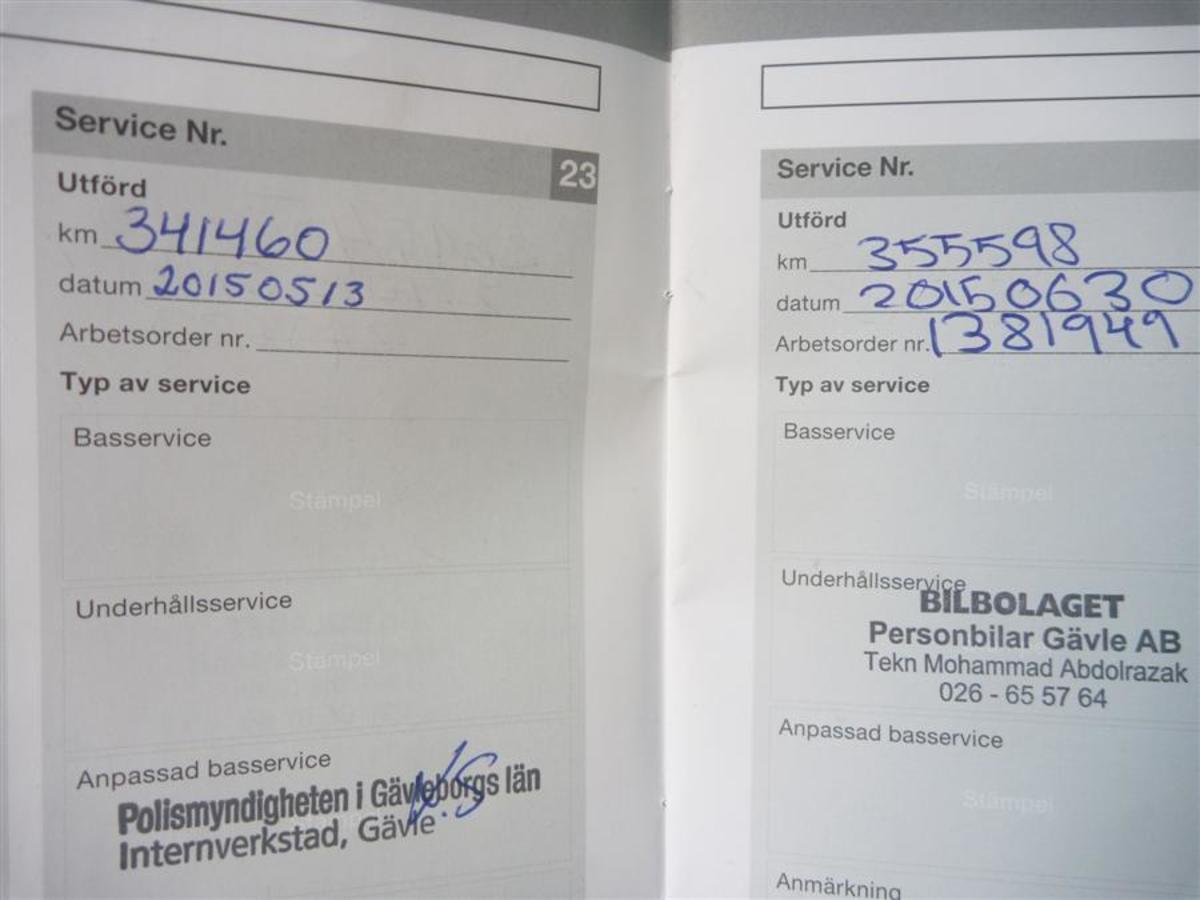 Service Nr.
23
Utförd
km 341460
datum 20150513
Arbetsorder nr.
Typ av service
Basservice
Stämpel
Underhållsservice
Stämpel
Anpassad basservice
Polismyndigheten i Gävleborgs län
Internverkstad, Gävle
Service Nr.
Utförd
km 355598
datum 20150630
Arbetsorder nr. 1381949
Typ av service
Basservice
Stämpel
Underhållsservice
BILBOLAGET
Personbilar Gävle AB
Tekn Mohammad Abdolrazak
026 - 65 57 64
Anpassad basservice
Stämpel
Anmärkning